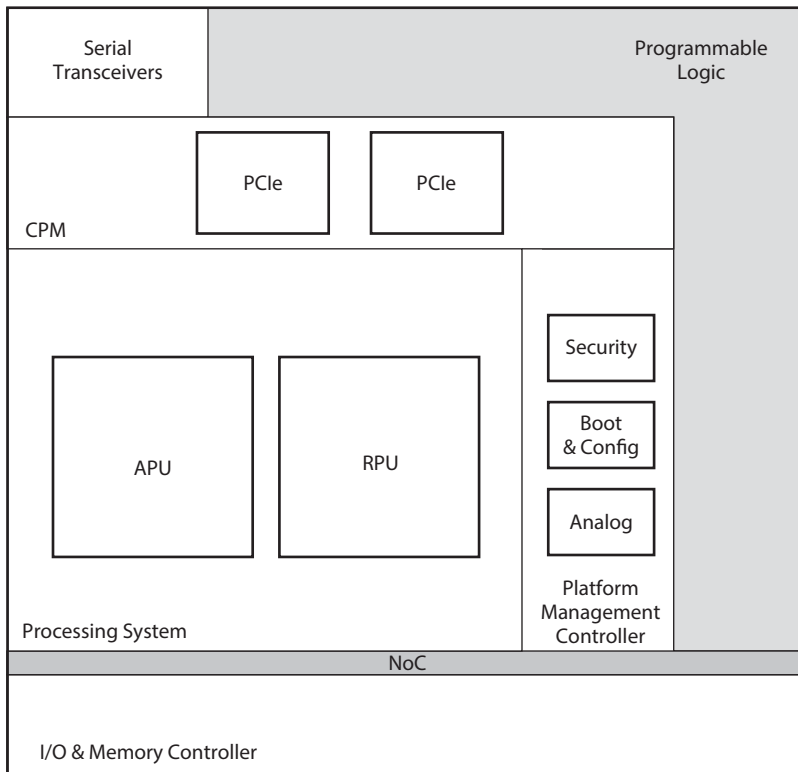 Serial
Transceivers
Programmable
Logic
PCIe
PCIe
CPM
Security
Boot
& Config
APU
RPU
Analog
Platform
Management
Controller
Processing System
NoC
I/O & Memory Controller